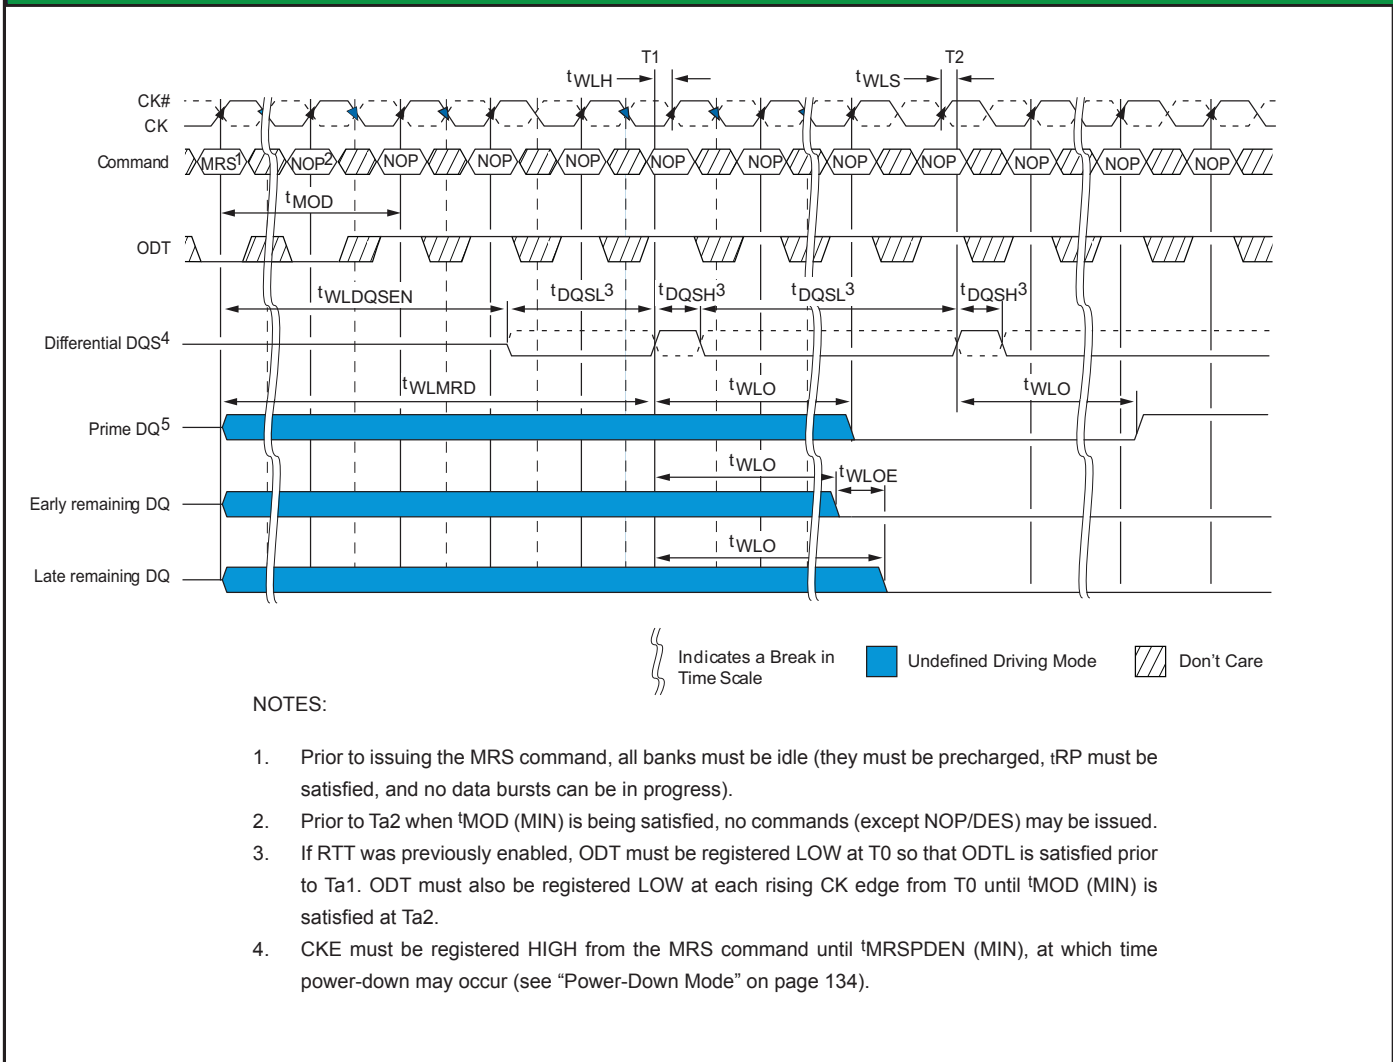 T1 T2
tWLH tWLS
CK#
CK
Command MRS1 NOP2 NOP NOP NOP NOP NOP NOP NOP NOP NOP NOP
tMOD
ODT
tWLDQSEN tDQSL3 tDQSH3 tDQSL3 tDQSH3
Differential DQS4
tWLMRD tWLO tWLO
Prime DQ5
tWLO tWLOE
Early remaining DQ
tWLO
Late remaining DQ
Indicates a Break in
Time Scale
Undefined Driving Mode
Don't Care
NOTES:
1. Prior to issuing the MRS command, all banks must be idle (they must be precharged, tRP must be
satisfied, and no data bursts can be in progress).
2. Prior to Ta2 when tMOD (MIN) is being satisfied, no commands (except NOP/DES) may be issued.
3. If RTT was previously enabled, ODT must be registered LOW at T0 so that ODTL is satisfied prior
to Ta1. ODT must also be registered LOW at each rising CK edge from T0 until tMOD (MIN) is
satisfied at Ta2.
4. CKE must be registered HIGH from the MRS command until tMRSPDEN (MIN), at which time
power-down may occur (see “Power-Down Mode” on page 134).